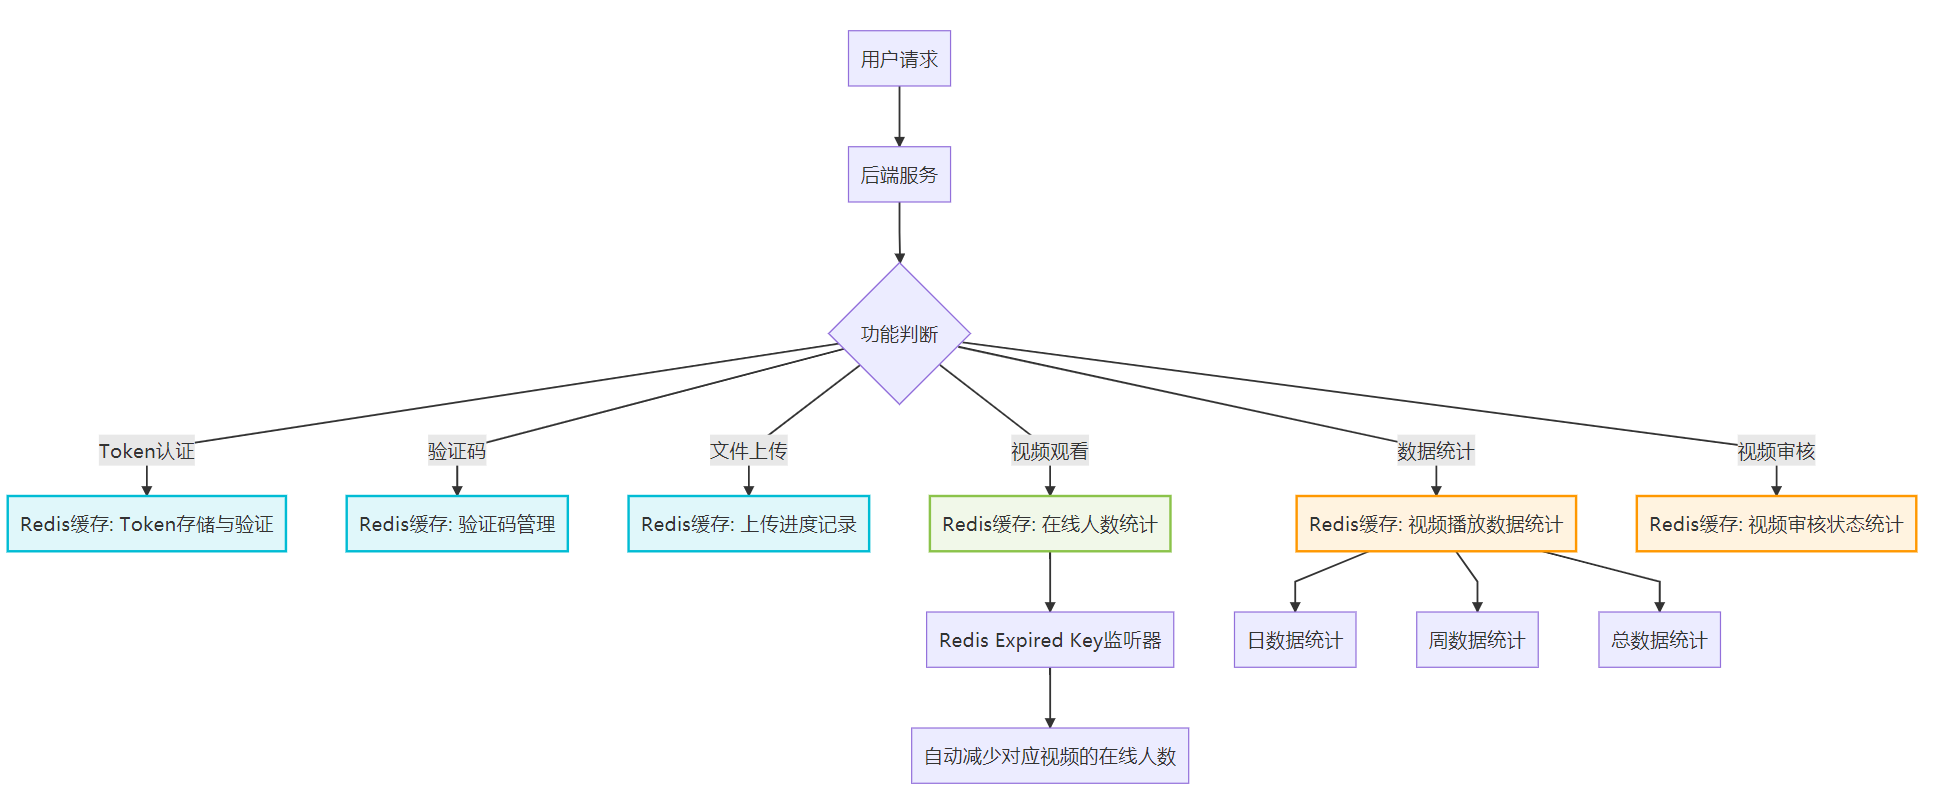 用户请求
后端服务
功能判断
Token认证
验证码
文件上传
视频观看
数据统计
视频审核
Redis缓存: Token存储与验证
Redis缓存: 验证码管理
Redis缓存: 上传进度记录
Redis缓存: 在线人数统计
Redis缓存: 视频播放数据统计
Redis缓存: 视频审核状态统计
Redis Expired Key监听器
日数据统计
周数据统计
总数据统计
自动减少对应视频的在线人数